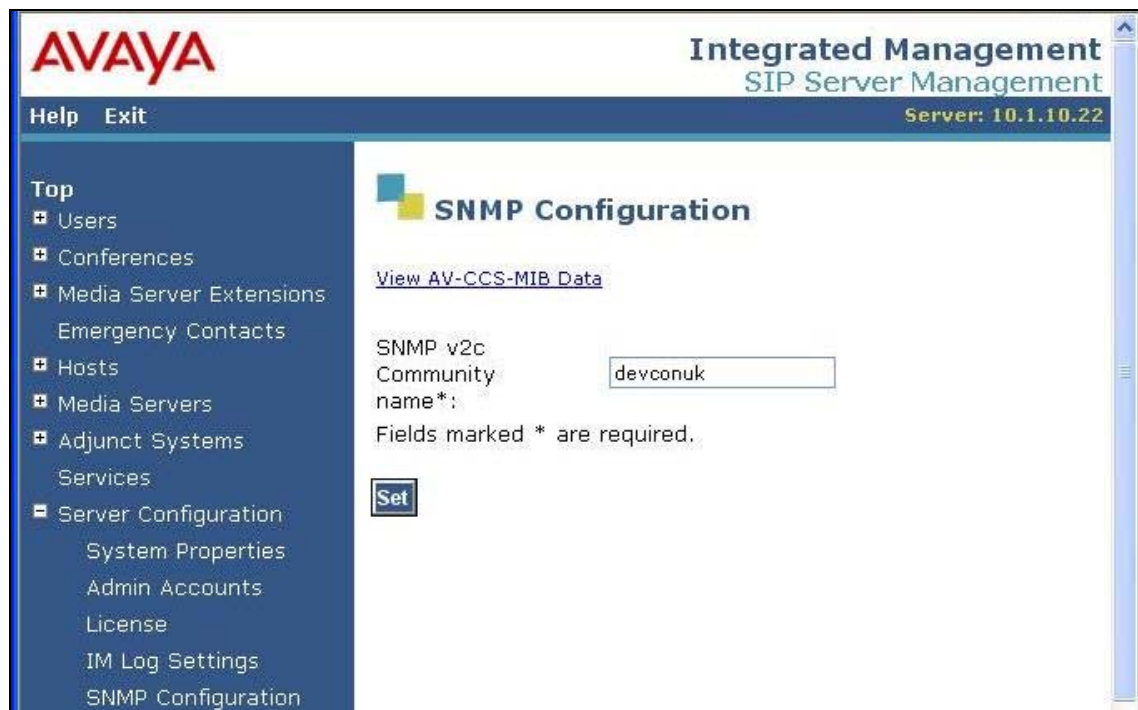 AVAYA
Integrated Management
SIP Server Management
Help Exit
Server: 10.1.10.22
Top
Users
Conferences
Media Server Extensions
Emergency Contacts
Hosts
Media Servers
Adjunct Systems
Services
Server Configuration
System Properties
Admin Accounts
License
IM Log Settings
SNMP Configuration
SNMP Configuration
View AV-CCS-MIB Data
SNMP v2c
Community
name*:
devconuk
Fields marked * are required.
Set